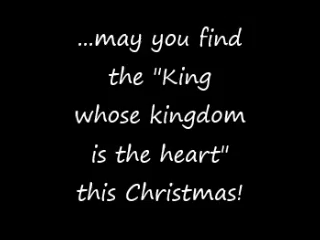 ...may you find
the "King
whose kingdom
is the heart"
this Christmas!